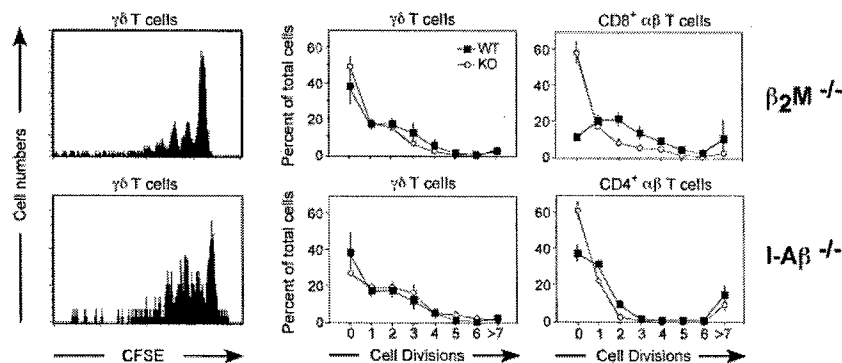 γδ T cells
γδ T cells
CD8⁺ αβ T cells
WT
KO
60
40
20
0
60
40
20
0
Percent of total cells
β₂M ⁻/⁻
Cell numbers
γδ T cells
γδ T cells
CD4⁺ αβ T cells
60
40
20
0
60
40
20
0
Percent of total cells
I-Aβ ⁻/⁻
0 1 2 3 4 5 6 >7
0 1 2 3 4 5 6 >7
CFSE
Cell Divisions
Cell Divisions